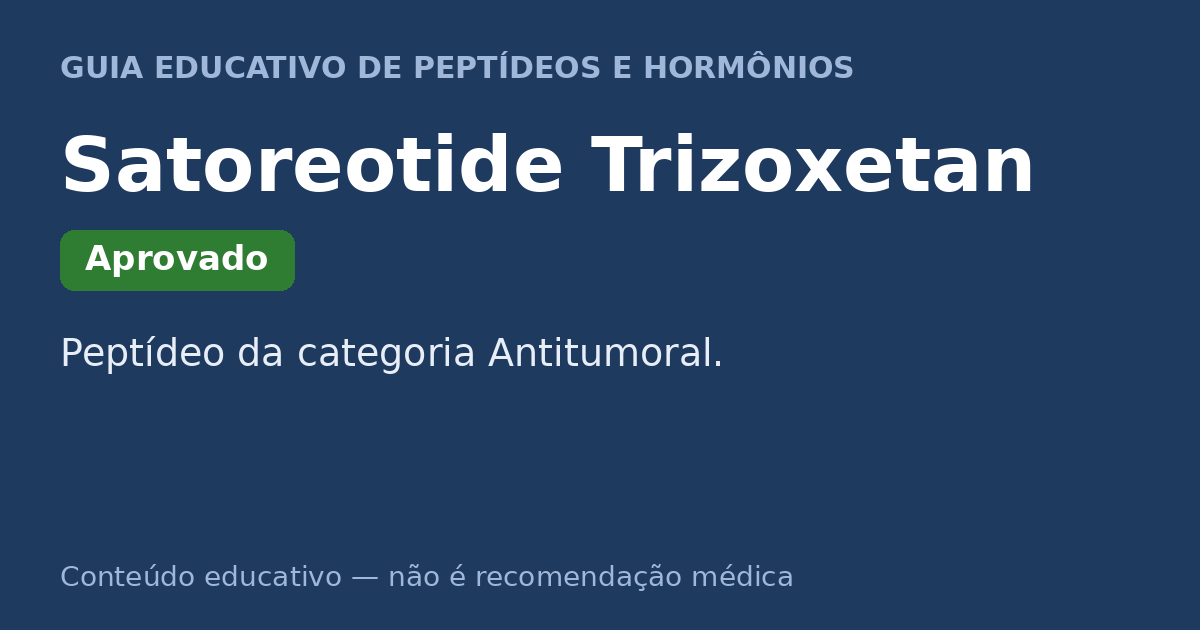 GUIA EDUCATIVO DE PEPTÍDEOS E HORMÔNIOS
Satoreotide Trizoxetan
Aprovado
Peptídeo da categoria Antitumoral.
Conteúdo educativo — não é recomendação médica